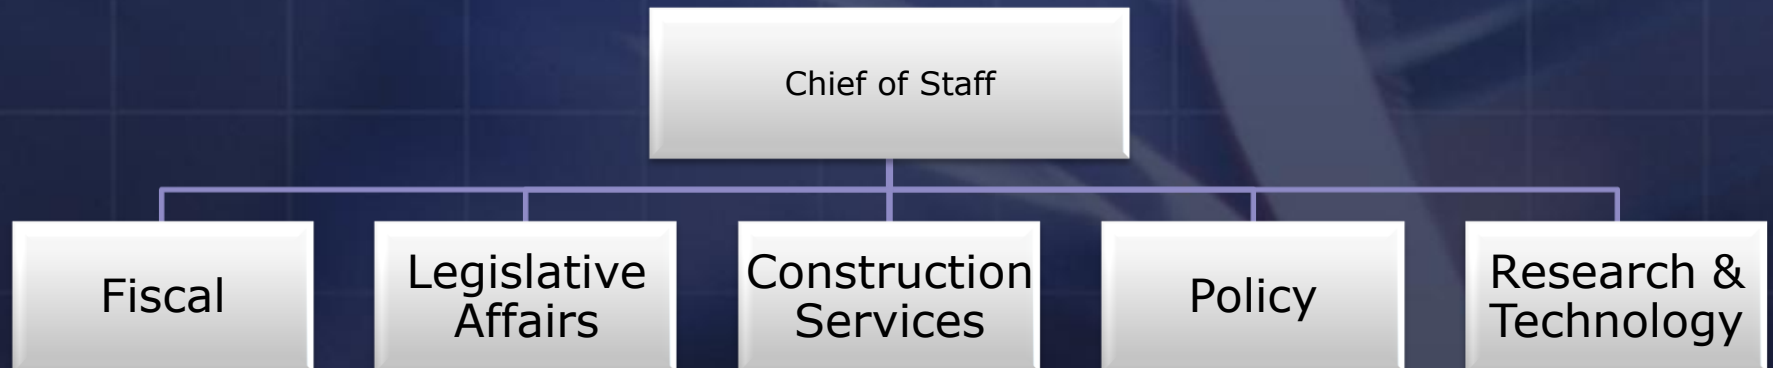 Chief of Staff
Fiscal
Legislative
Affairs
Construction
Services
Policy
Research &
Technology